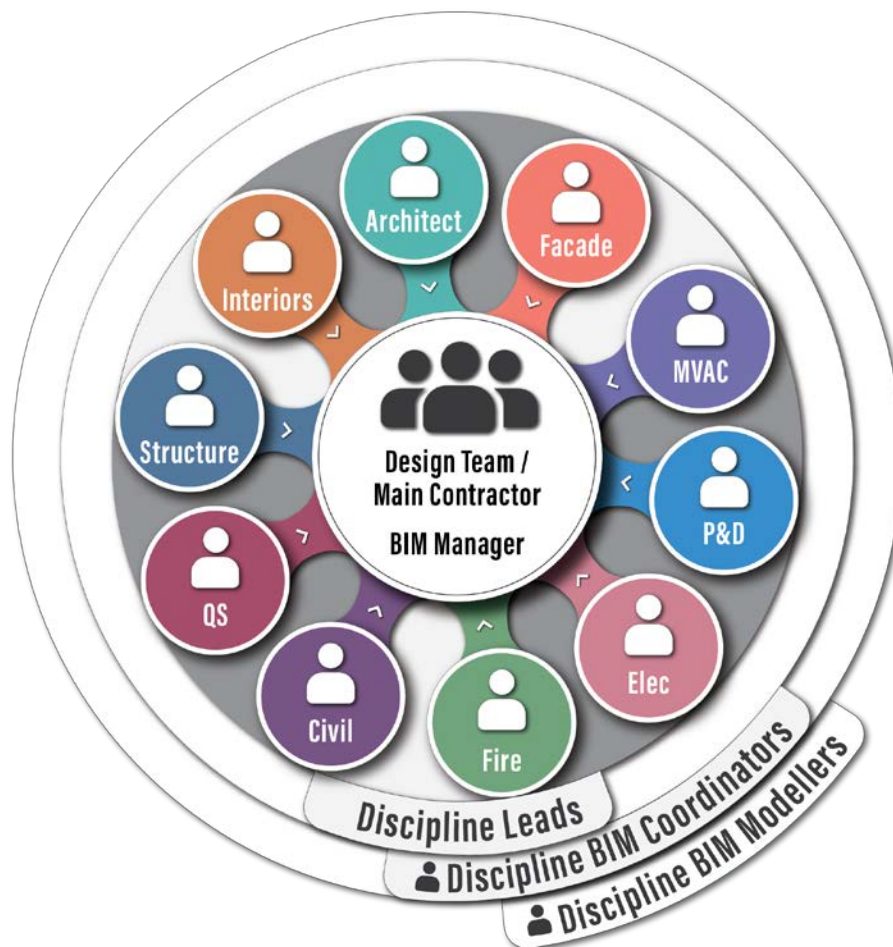 Architect
Facade
Interiors
MVAC
Structure
Design Team /
Main Contractor
BIM Manager
P&D
QS
Elec
Civil
Fire
Discipline Leads
Discipline BIM Coordinators
Discipline BIM Modellers